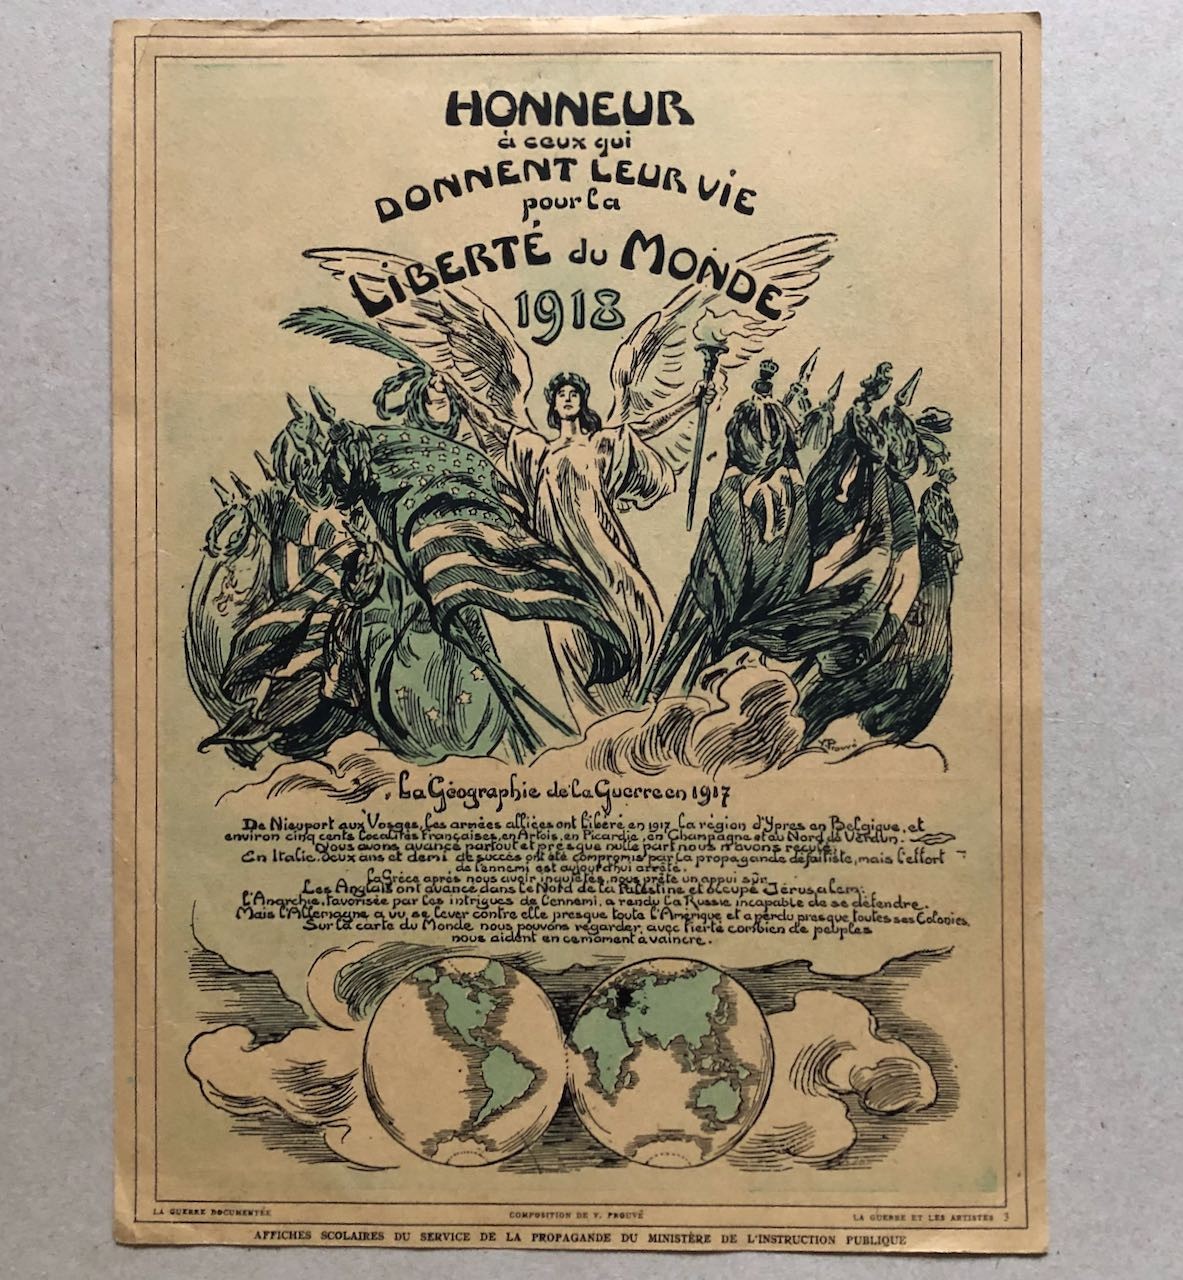 HONNEUR
à ceux qui
DONNENT LEUR VIE
pour la
LIBERTÉ du MONDE
1918
V. Prouvé
La Géographie de la Guerre en 1917
De Nieuport aux Vosges, les armées alliées ont libéré en 1917 la région d'Ypres en Belgique, et
environ cinq cents localités françaises, en Artois, en Picardie, en Champagne et au Nord de Verdun.
Nous avons avancé partout et presque nulle part nous n'avons reculé.
En Italie, deux ans et demi de succès ont été compromis par la propagande défaitiste, mais l'effort
de l'ennemi est aujourd'hui arrêté.
La Grèce après nous avoir inquiétés, nous prête un appui sûr.
Les Anglais ont avancé dans le Nord de la Palestine et occupé Jérusalem.
l'Anarchie, favorisée par les intrigues de l'ennemi, a rendu la Russie incapable de se défendre.
Mais l'Allemagne a vu se lever contre elle presque toute l'Amérique et a perdu presque toutes ses Colonies.
Sur la carte du Monde nous pouvons regarder avec fierté combien de peuples
nous aident en ce moment à vaincre.
LA GUERRE DOCUMENTÉE
COMPOSITION DE V. PROUVÉ
LA GUERRE ET LES ARTISTES 3
AFFICHES SCOLAIRES DU SERVICE DE LA PROPAGANDE DU MINISTÈRE DE L'INSTRUCTION PUBLIQUE